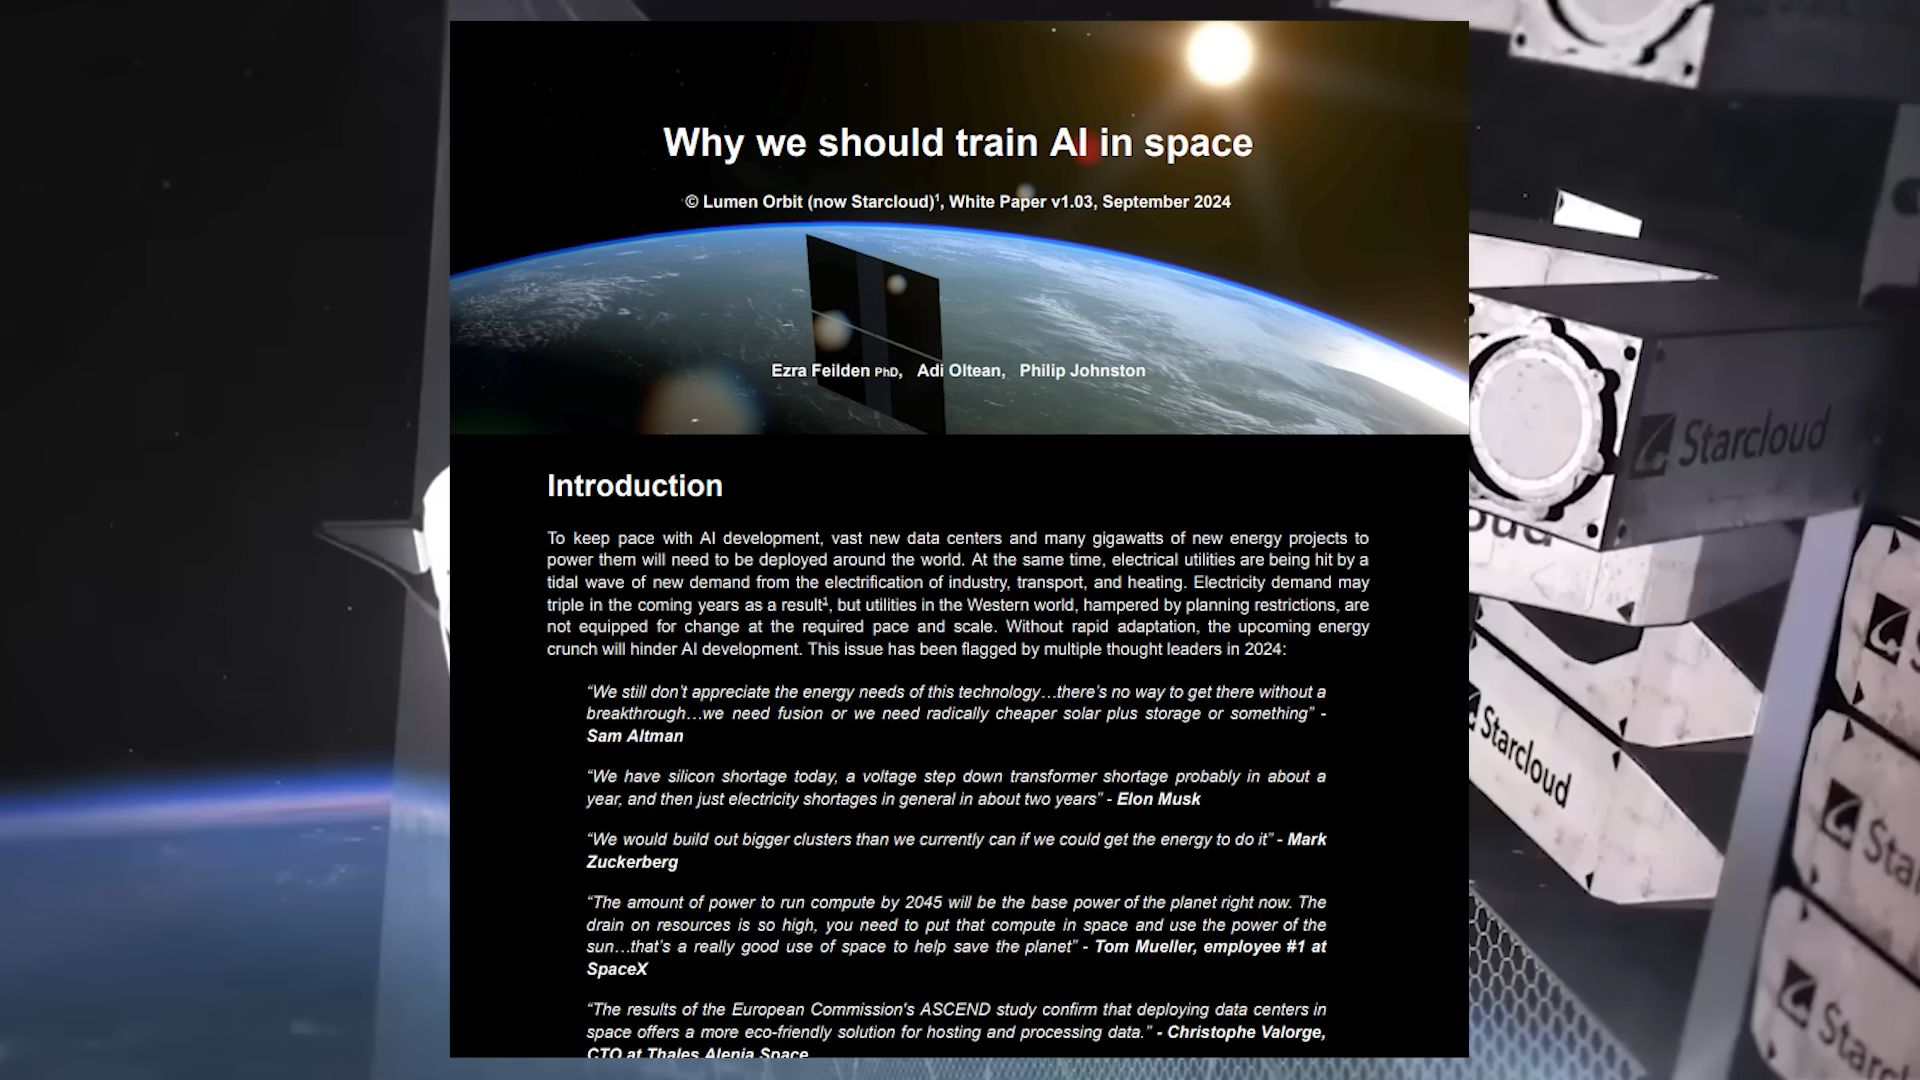 Why we should train AI in space
© Lumen Orbit (now Starcloud)¹, White Paper v1.03, September 2024
Ezra Feilden PhD, Adi Oltean, Philip Johnston
Introduction
To keep pace with AI development, vast new data centers and many gigawatts of new energy projects to
power them will need to be deployed around the world. At the same time, electrical utilities are being hit by a
tidal wave of new demand from the electrification of industry, transport, and heating. Electricity demand may
triple in the coming years as a result¹, but utilities in the Western world, hampered by planning restrictions, are
not equipped for change at the required pace and scale. Without rapid adaptation, the upcoming energy
crunch will hinder AI development. This issue has been flagged by multiple thought leaders in 2024:
“We still don’t appreciate the energy needs of this technology…there’s no way to get there without a
breakthrough…we need fusion or we need radically cheaper solar plus storage or something” -
Sam Altman
“We have silicon shortage today, a voltage step down transformer shortage probably in about a
year, and then just electricity shortages in general in about two years” - Elon Musk
“We would build out bigger clusters than we currently can if we could get the energy to do it” - Mark
Zuckerberg
“The amount of power to run compute by 2045 will be the base power of the planet right now. The
drain on resources is so high, you need to put that compute in space and use the power of the
sun…that’s a really good use of space to help save the planet” - Tom Mueller, employee #1 at
SpaceX
“The results of the European Commission's ASCEND study confirm that deploying data centers in
space offers a more eco-friendly solution for hosting and processing data.” - Christophe Valorge,
CTO at Thales Alenia Space
Starcloud
oud
Starcloud
S
Sta
Starcl